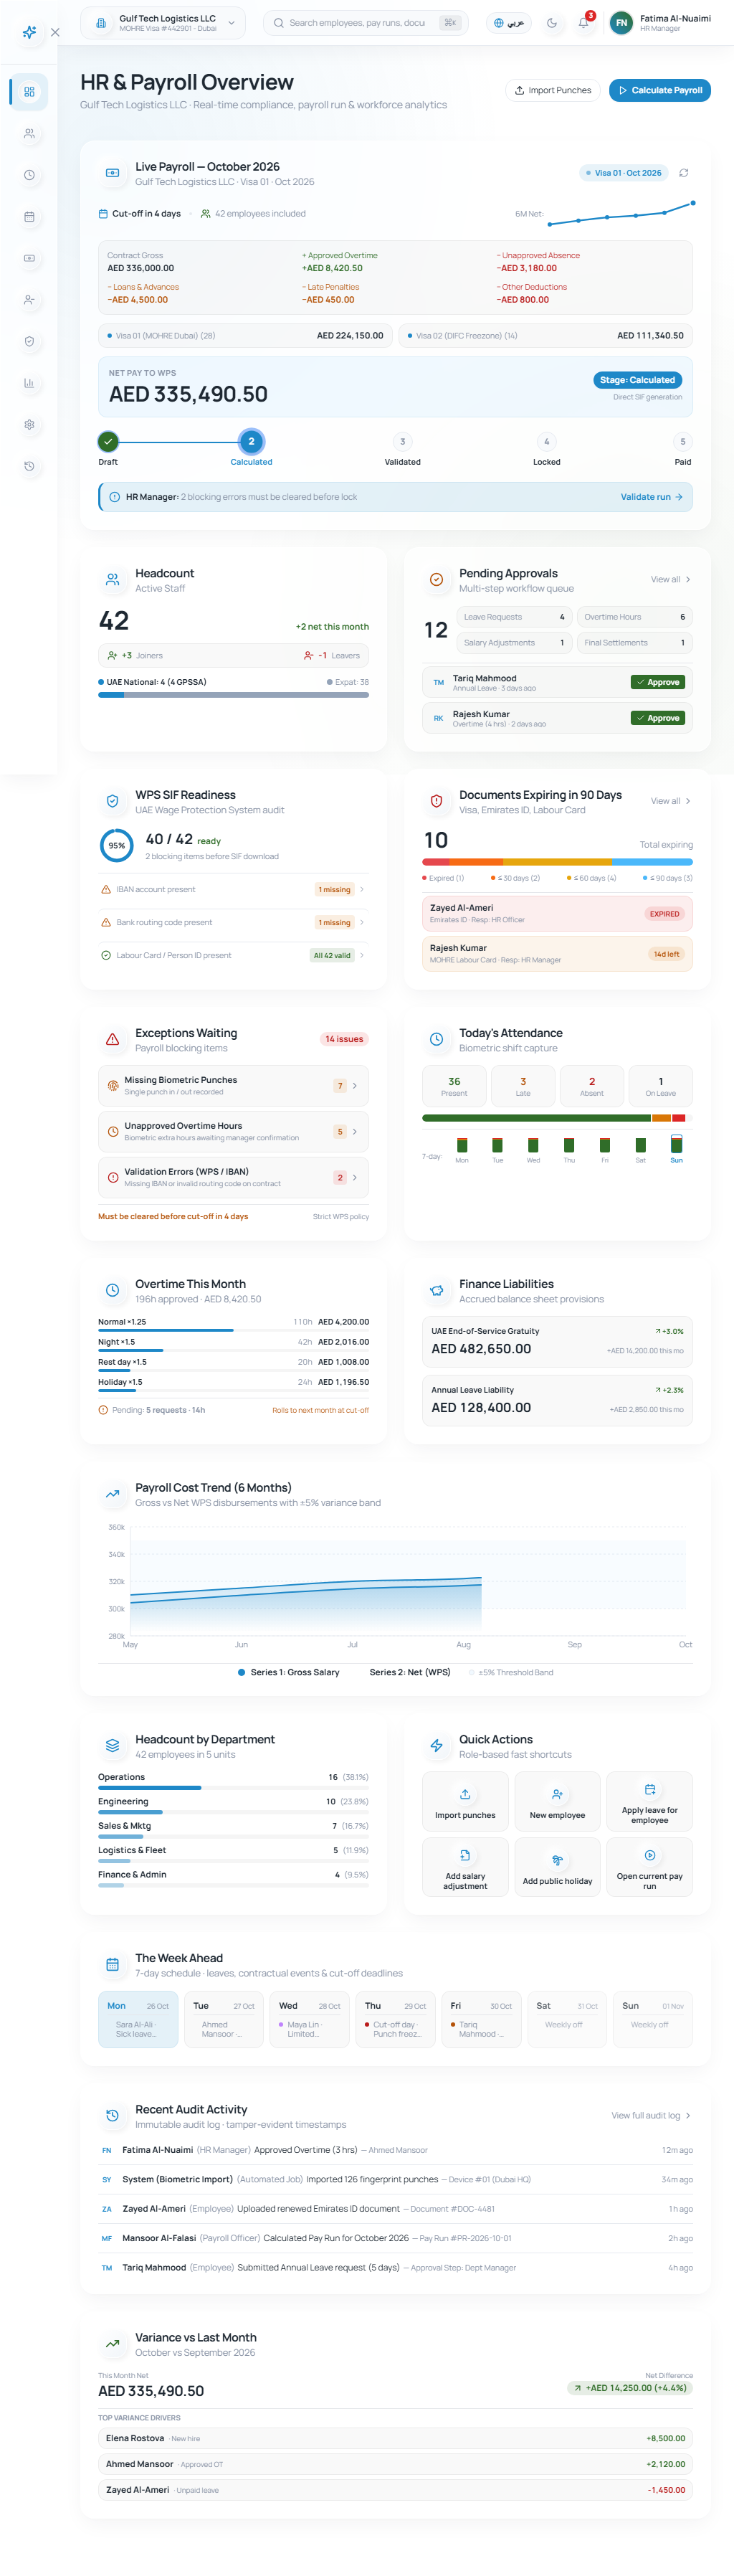 Gulf Tech Logistics LLC
MOHRE Visa #442901 · Dubai
Search employees, pay runs, docu
⌘K
عربي
3
FN
Fatima Al-Nuaimi
HR Manager
HR & Payroll Overview
Gulf Tech Logistics LLC · Real-time compliance, payroll run & workforce analytics
Import Punches
Calculate Payroll
Live Payroll — October 2026
Gulf Tech Logistics LLC · Visa 01 · Oct 2026
Visa 01 · Oct 2026
Cut-off in 4 days · 42 employees included
6M Net:
Contract Gross
AED 336,000.00
+ Approved Overtime
+AED 8,420.50
− Unapproved Absence
−AED 3,180.00
− Loans & Advances
−AED 4,500.00
− Late Penalties
−AED 450.00
− Other Deductions
−AED 800.00
Visa 01 (MOHRE Dubai) (28) AED 224,150.00
Visa 02 (DIFC Freezone) (14) AED 111,340.50
NET PAY TO WPS
AED 335,490.50
Stage: Calculated
Direct SIF generation
2 3 4 5
Draft Calculated Validated Locked Paid
HR Manager: 2 blocking errors must be cleared before lock
Validate run →
Headcount
Active Staff
42
+2 net this month
+3 Joiners
-1 Leavers
UAE National: 4 (4 GPSSA)
Expat: 38
Pending Approvals
Multi-step workflow queue
View all
12
Leave Requests 4
Overtime Hours 6
Salary Adjustments 1
Final Settlements 1
TM
Tariq Mahmood
Annual Leave · 3 days ago
Approve
RK
Rajesh Kumar
Overtime (4 hrs) · 2 days ago
Approve
WPS SIF Readiness
UAE Wage Protection System audit
95%
40 / 42 ready
2 blocking items before SIF download
IBAN account present 1 missing
Bank routing code present 1 missing
Labour Card / Person ID present All 42 valid
Documents Expiring in 90 Days
Visa, Emirates ID, Labour Card
View all
10
Total expiring
Expired (1)
≤ 30 days (2)
≤ 60 days (4)
≤ 90 days (3)
Zayed Al-Ameri
Emirates ID · Resp: HR Officer
EXPIRED
Rajesh Kumar
MOHRE Labour Card · Resp: HR Manager
14d left
Exceptions Waiting
Payroll blocking items
14 issues
Missing Biometric Punches
Single punch in / out recorded
7
Unapproved Overtime Hours
Biometric extra hours awaiting manager confirmation
5
Validation Errors (WPS / IBAN)
Missing IBAN or invalid routing code on contract
2
Must be cleared before cut-off in 4 days
Strict WPS policy
Today's Attendance
Biometric shift capture
36
Present
3
Late
2
Absent
1
On Leave
7-day:
Mon Tue Wed Thu Fri Sat Sun
Overtime This Month
196h approved · AED 8,420.50
Normal ×1.25 110h AED 4,200.00
Night ×1.5 42h AED 2,016.00
Rest day ×1.5 20h AED 1,008.00
Holiday ×1.5 24h AED 1,196.50
Pending: 5 requests · 14h
Rolls to next month at cut-off
Finance Liabilities
Accrued balance sheet provisions
UAE End-of-Service Gratuity +3.0%
AED 482,650.00 +AED 14,200.00 this mo
Annual Leave Liability +2.3%
AED 128,400.00 +AED 2,850.00 this mo
Payroll Cost Trend (6 Months)
Gross vs Net WPS disbursements with ±5% variance band
360k
340k
320k
300k
280k
May Jun Jul Aug Sep Oct
Series 1: Gross Salary
Series 2: Net (WPS)
±5% Threshold Band
Headcount by Department
42 employees in 5 units
Operations 16 (38.1%)
Engineering 10 (23.8%)
Sales & Mktg 7 (16.7%)
Logistics & Fleet 5 (11.9%)
Finance & Admin 4 (9.5%)
Quick Actions
Role-based fast shortcuts
Import punches
New employee
Apply leave for
employee
Add salary
adjustment
Add public holiday
Open current pay
run
The Week Ahead
7-day schedule · leaves, contractual events & cut-off deadlines
Mon 26 Oct
Sara Al-Ali ·
Sick leave…
Tue 27 Oct
Ahmed
Mansoor ·…
Wed 28 Oct
Maya Lin ·
Limited…
Thu 29 Oct
Cut-off day ·
Punch freez…
Fri 30 Oct
Tariq
Mahmood ·…
Sat 31 Oct
Weekly off
Sun 01 Nov
Weekly off
Recent Audit Activity
Immutable audit log · tamper-evident timestamps
View full audit log
FN Fatima Al-Nuaimi (HR Manager) Approved Overtime (3 hrs) — Ahmed Mansoor 12m ago
SY System (Biometric Import) (Automated Job) Imported 126 fingerprint punches — Device #01 (Dubai HQ) 34m ago
ZA Zayed Al-Ameri (Employee) Uploaded renewed Emirates ID document — Document #DOC-4481 1h ago
MF Mansoor Al-Falasi (Payroll Officer) Calculated Pay Run for October 2026 — Pay Run #PR-2026-10-01 2h ago
TM Tariq Mahmood (Employee) Submitted Annual Leave request (5 days) — Approval Step: Dept Manager 4h ago
Variance vs Last Month
October vs September 2026
This Month Net
AED 335,490.50
Net Difference
+AED 14,250.00 (+4.4%)
TOP VARIANCE DRIVERS
Elena Rostova · New hire +8,500.00
Ahmed Mansoor · Approved OT +2,120.00
Zayed Al-Ameri · Unpaid leave -1,450.00